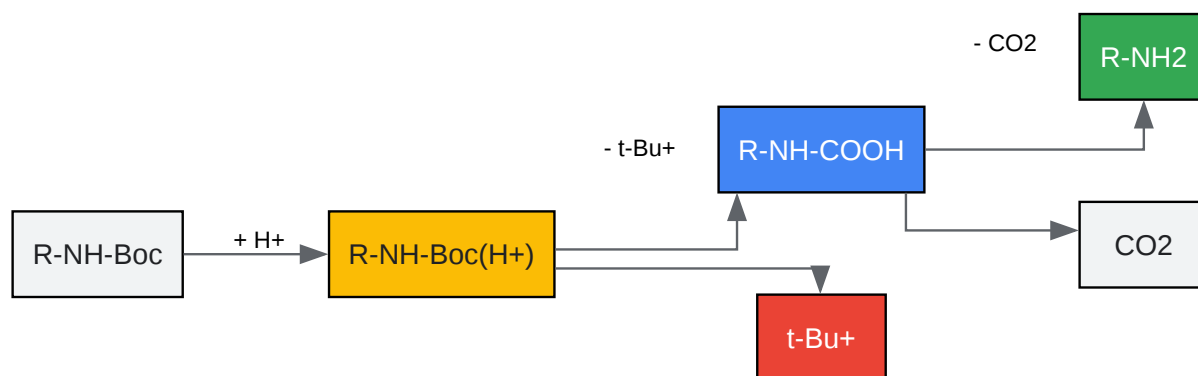 R-NH-Boc
+ H+
R-NH-Boc(H+)
- t-Bu+
R-NH-COOH
t-Bu+
- CO2
R-NH2
CO2